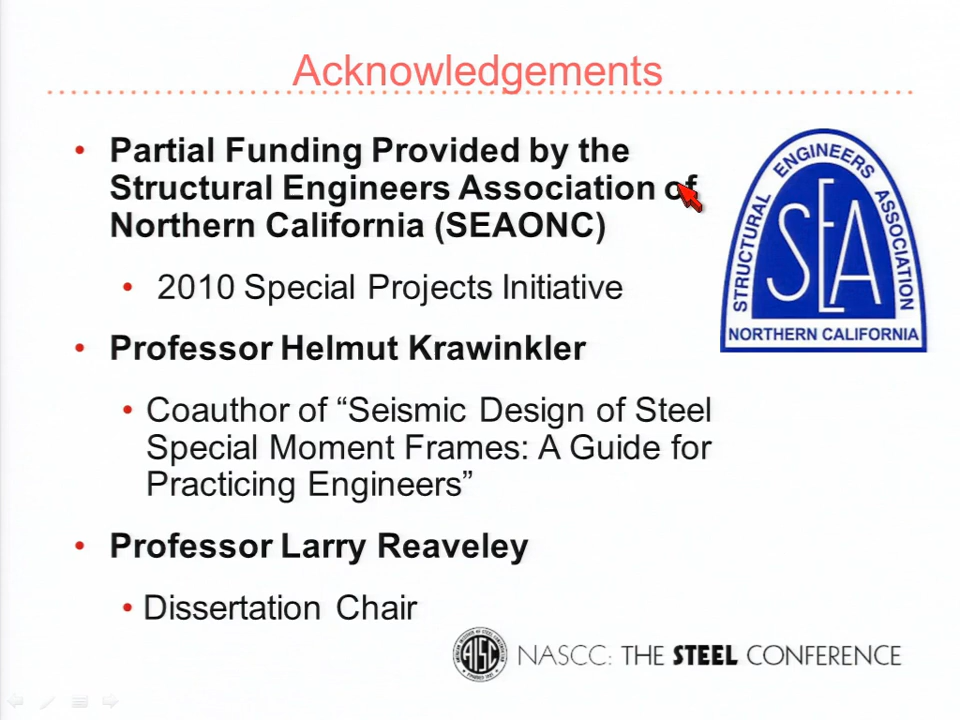 Acknowledgements
• Partial Funding Provided by the
Structural Engineers Association of
Northern California (SEAONC)
• 2010 Special Projects Initiative
• Professor Helmut Krawinkler
• Coauthor of “Seismic Design of Steel
Special Moment Frames: A Guide for
Practicing Engineers”
• Professor Larry Reaveley
• Dissertation Chair
STRUCTURAL ENGINEERS ASSOCIATION
SEA
NORTHERN CALIFORNIA
AISC
NASCC: THE STEEL CONFERENCE